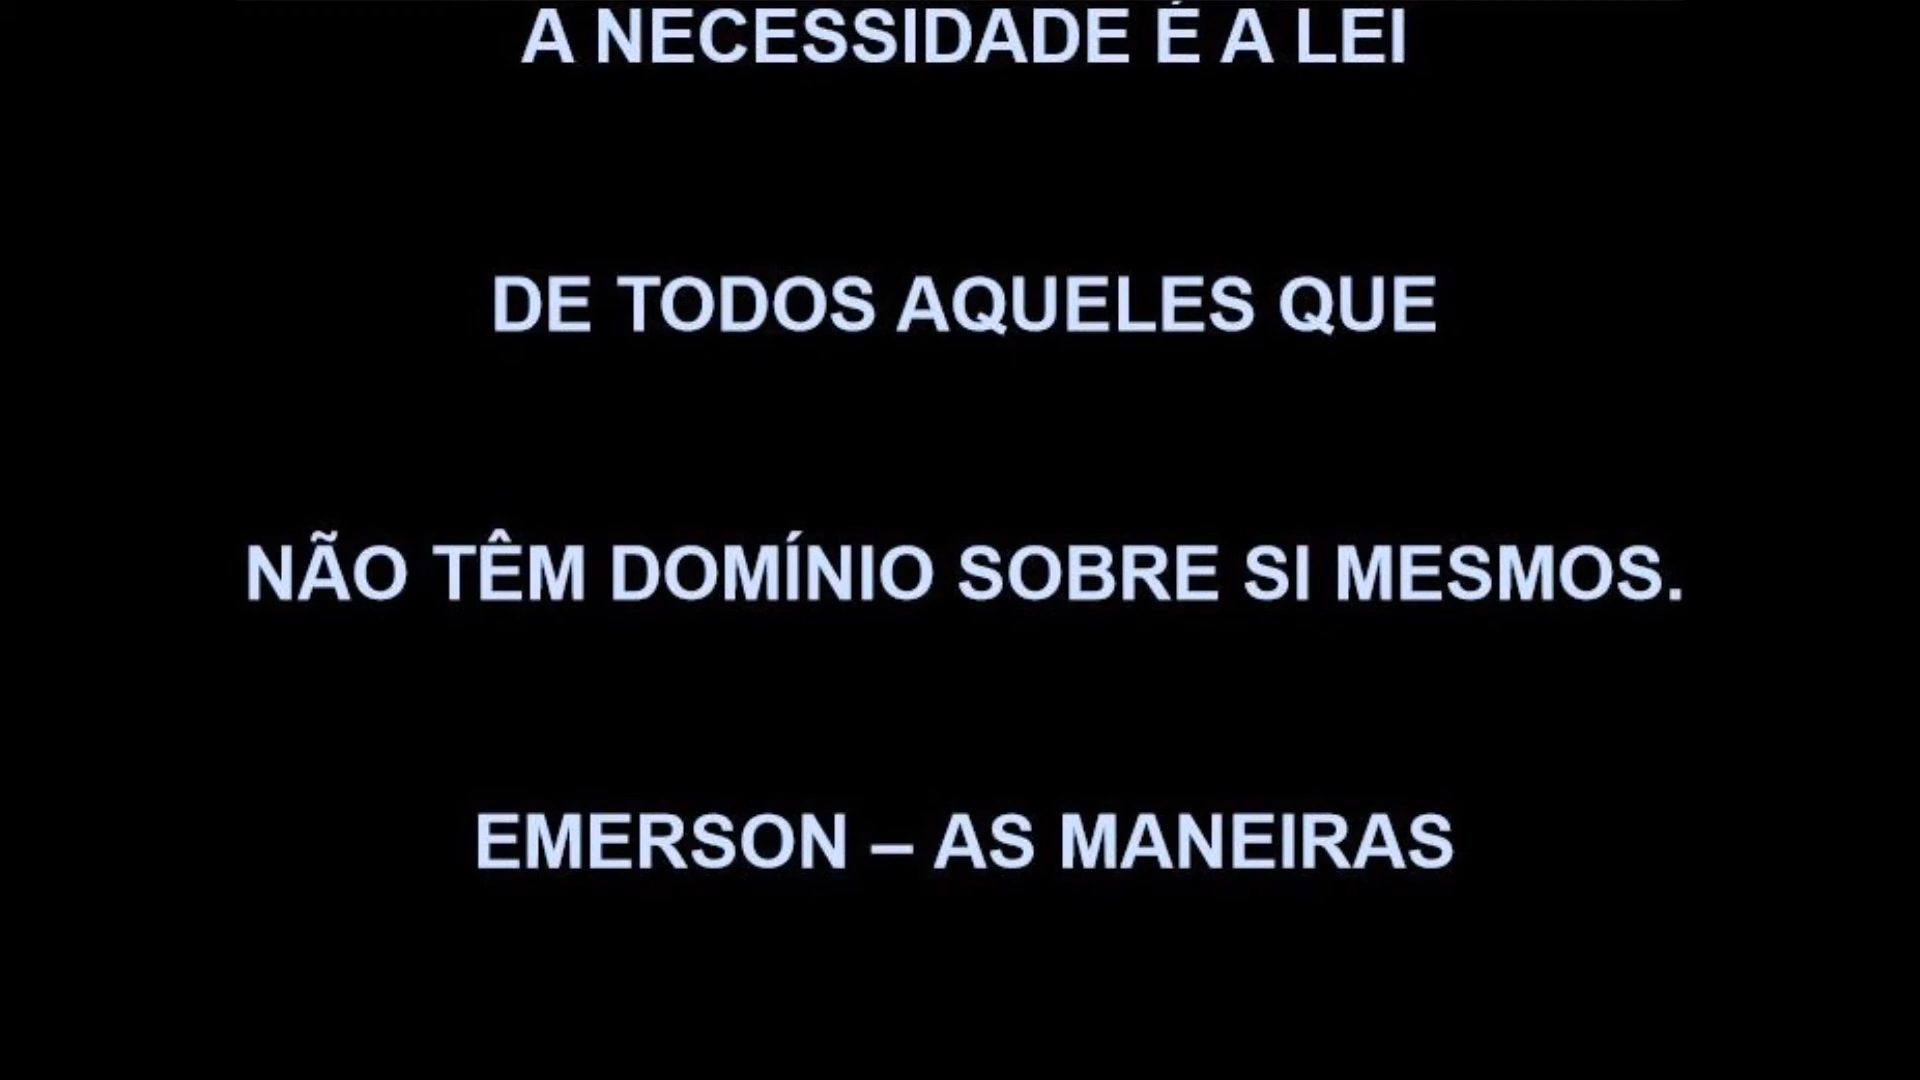 A NECESSIDADE É A LEI
DE TODOS AQUELES QUE
NÃO TÊM DOMÍNIO SOBRE SI MESMOS.
EMERSON – AS MANEIRAS